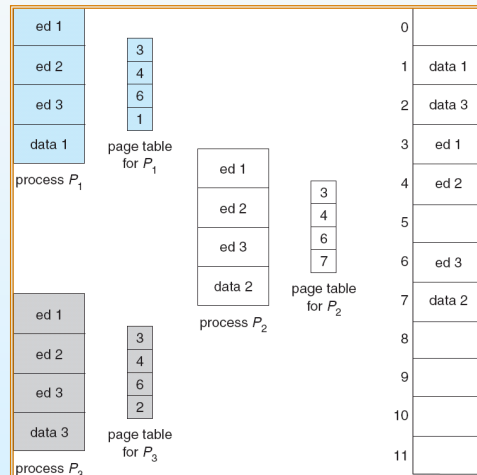 ed 1
ed 2
ed 3
data 1
process P1
3
4
6
1
page table
for P1
ed 1
ed 2
ed 3
data 2
process P2
3
4
6
7
page table
for P2
ed 1
ed 2
ed 3
data 3
process P3
3
4
6
2
page table
for P3
0
1 data 1
2 data 3
3 ed 1
4 ed 2
5
6 ed 3
7 data 2
8
9
10
11